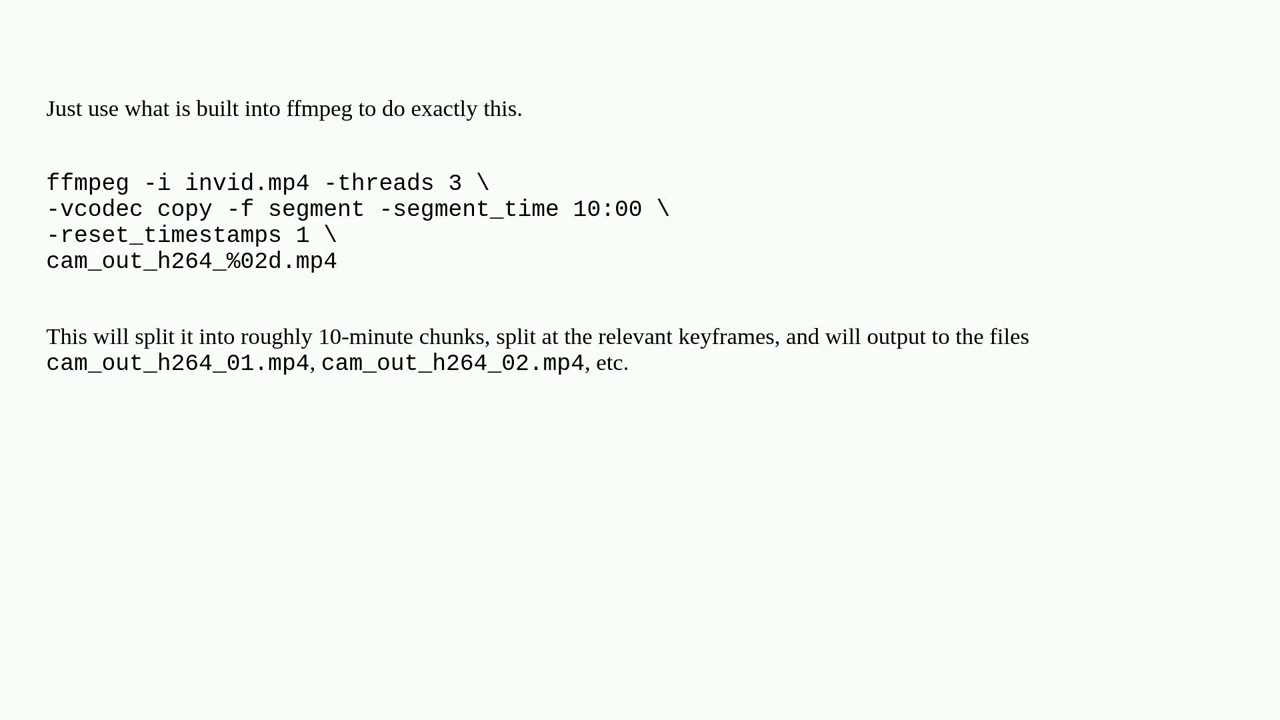 Just use what is built into ffmpeg to do exactly this.
ffmpeg -i invid.mp4 -threads 3 \
-vcodec copy -f segment -segment_time 10:00 \
-reset_timestamps 1 \
cam_out_h264_%02d.mp4
This will split it into roughly 10-minute chunks, split at the relevant keyframes, and will output to the files
cam_out_h264_01.mp4, cam_out_h264_02.mp4, etc.